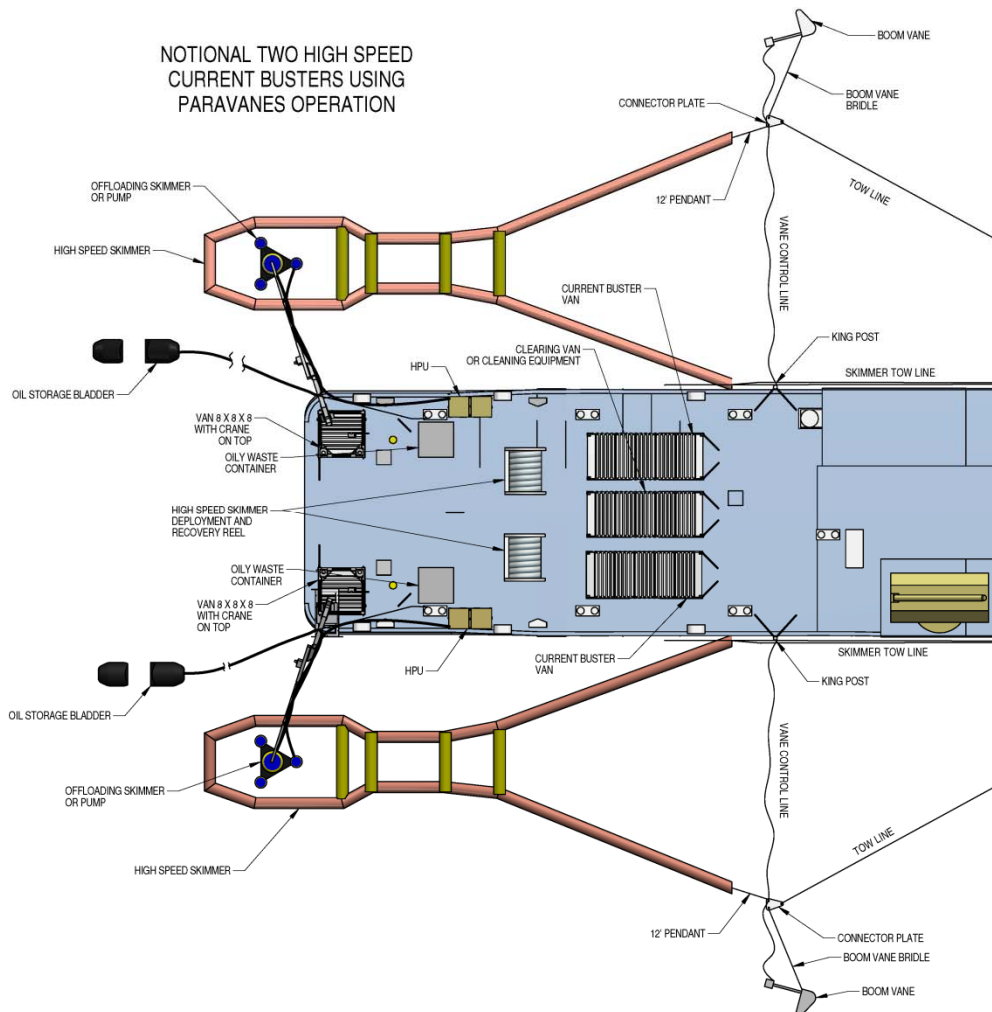 NOTIONAL TWO HIGH SPEED
CURRENT BUSTERS USING
PARAVANES OPERATION
BOOM VANE
BOOM VANE
BRIDLE
CONNECTOR PLATE
OFFLOADING SKIMMER
OR PUMP
12' PENDANT
TOW LINE
HIGH SPEED SKIMMER
VANE CONTROL LINE
CURRENT BUSTER
VAN
CLEARING VAN
OR CLEANING EQUIPMENT
KING POST
OIL STORAGE BLADDER
HPU
SKIMMER TOW LINE
VAN 8 X 8 X 8
WITH CRANE
ON TOP
OILY WASTE
CONTAINER
HIGH SPEED SKIMMER
DEPLOYMENT AND
RECOVERY REEL
OILY WASTE
CONTAINER
VAN 8 X 8 X 8
WITH CRANE
ON TOP
HPU
CURRENT BUSTER
VAN
SKIMMER TOW LINE
KING POST
OIL STORAGE BLADDER
VANE CONTROL LINE
OFFLOADING SKIMMER
OR PUMP
TOW LINE
HIGH SPEED SKIMMER
12' PENDANT
CONNECTOR PLATE
BOOM VANE BRIDLE
BOOM VANE